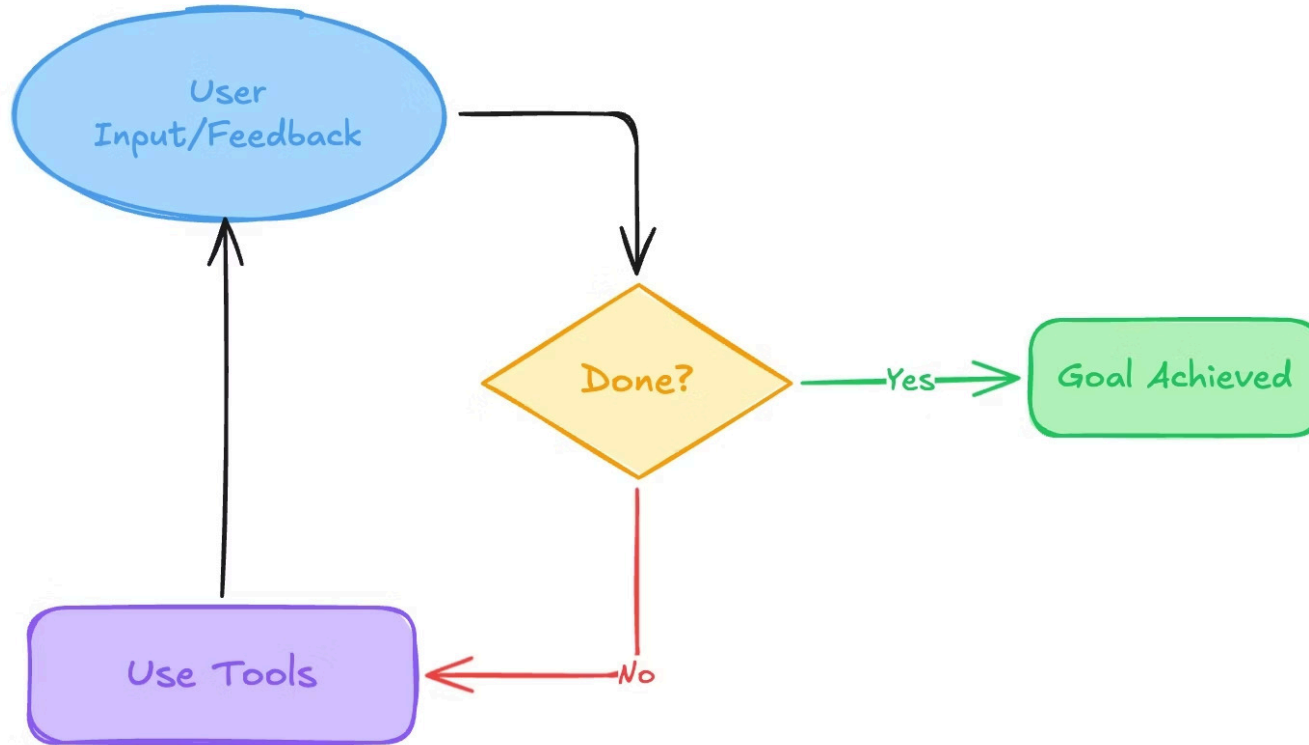 User
Input/Feedback
Done?
Yes
Goal Achieved
No
Use Tools